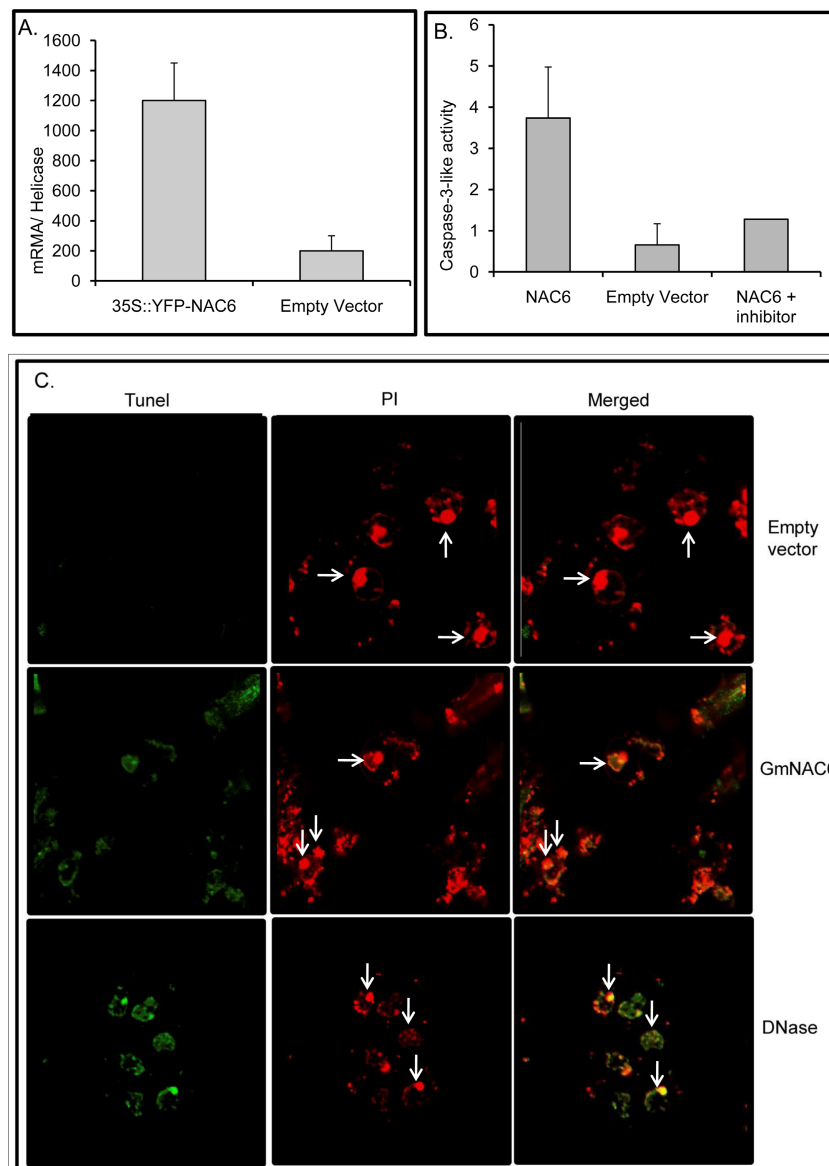 A.
1600
1400
1200
1000
800
600
400
200
0
mRMA/ Helicase
35S::YFP-NAC6
Empty Vector
B.
6
5
4
3
2
1
0
Caspase-3-like activity
NAC6
Empty Vector
NAC6 +
inhibitor
C.
Tunel
PI
Merged
Empty
vector
GmNAC6
DNase